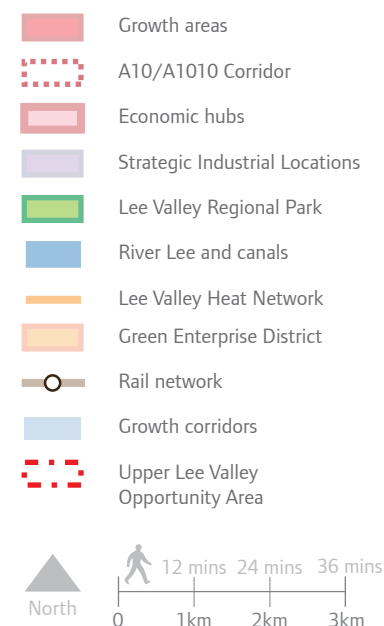 Growth areas
A10/A1010 Corridor
Economic hubs
Strategic Industrial Locations
Lee Valley Regional Park
River Lee and canals
Lee Valley Heat Network
Green Enterprise District
Rail network
Growth corridors
Upper Lee Valley
Opportunity Area
12 mins 24 mins 36 mins
North
0 1km 2km 3km